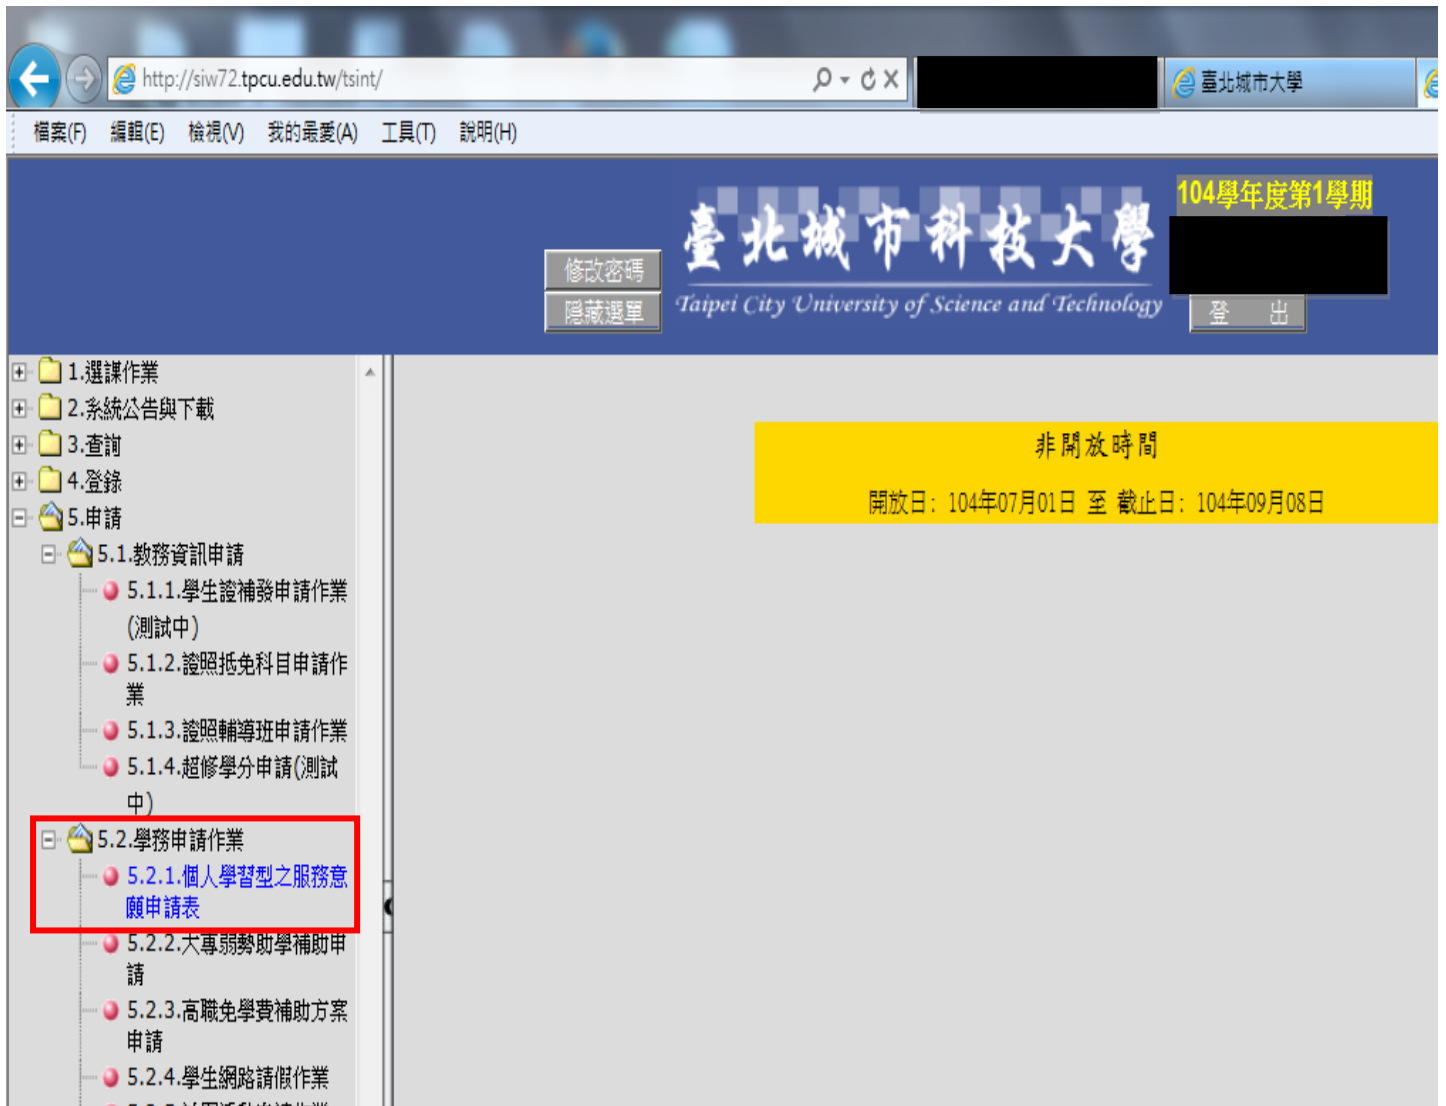 http://siw72.tpcu.edu.tw/tsint/
臺北城市大學
檔案(F) 編輯(E) 檢視(V) 我的最愛(A) 工具(T) 說明(H)
104學年度第1學期
臺北城市科技大學
修改密碼
隱藏選單
Taipei City University of Science and Technology
登 出
1.選課作業
2.系統公告與下載
3.查詢
4.登錄
5.申請
5.1.教務資訊申請
5.1.1.學生證補發申請作業
(測試中)
5.1.2.證照抵免科目申請作
業
5.1.3.證照輔導班申請作業
5.1.4.超修學分申請(測試
中)
5.2.學務申請作業
5.2.1.個人學習型之服務意
願申請表
5.2.2.大專弱勢助學補助申
請
5.2.3.高職免學費補助方案
申請
5.2.4.學生網路請假作業
非開放時間
開放日: 104年07月01日 至 截止日: 104年09月08日